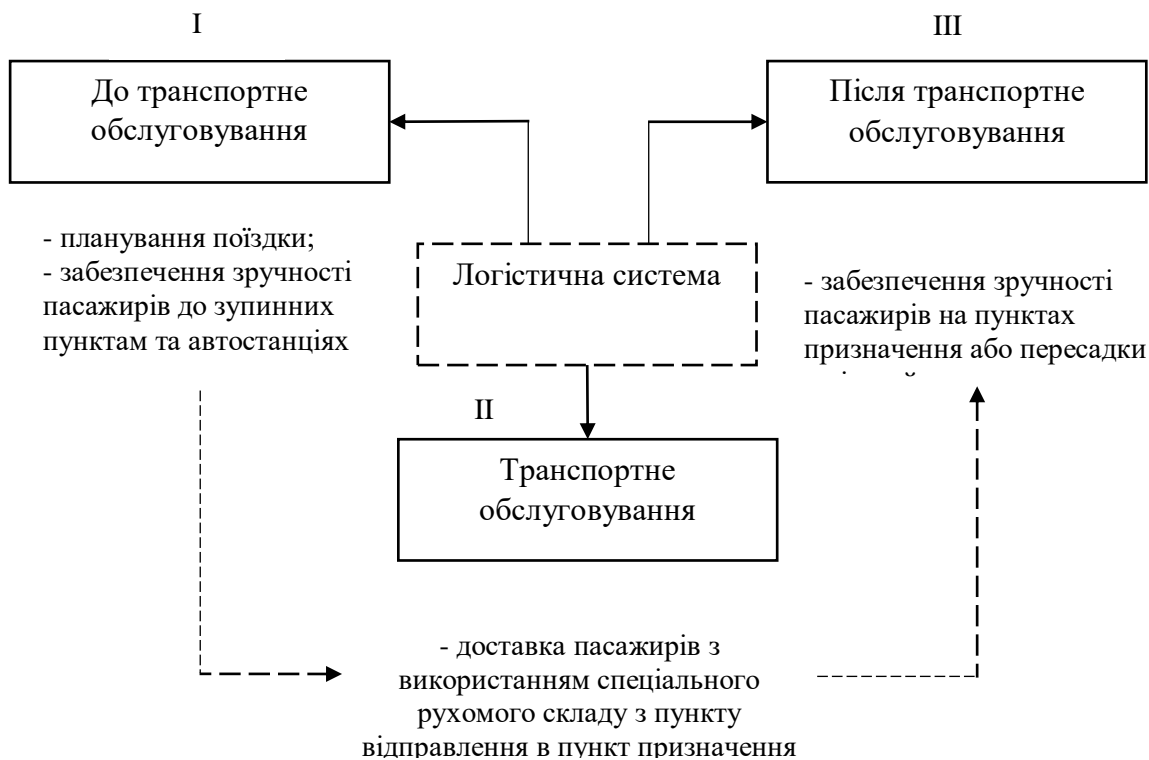 I
До транспортне
обслуговування
- планування поїздки;
- забезпечення зручності
пасажирів до зупинних
пунктам та автостанціях
III
Після транспортне
обслуговування
- забезпечення зручності
пасажирів на пунктах
призначення або пересадки
Логістична система
II
Транспортне
обслуговування
- доставка пасажирів з
використанням спеціального
рухомого складу з пункту
відправлення в пункт призначення